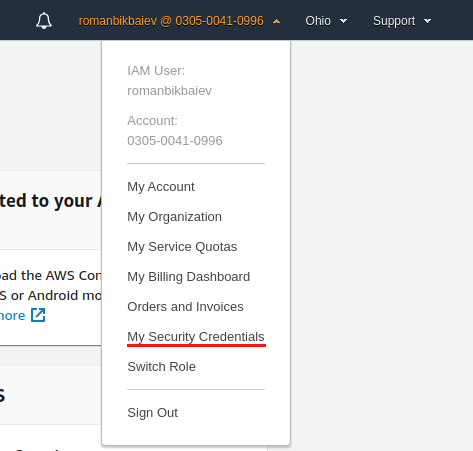 romanbikbaiev @ 0305-0041-0996 Ohio Support
IAM User:
romanbikbaiev
Account:
0305-0041-0996
My Account
My Organization
My Service Quotas
My Billing Dashboard
Orders and Invoices
My Security Credentials
Switch Role
Sign Out
ted to your
oad the AWS Con
S or Android mo
more
s